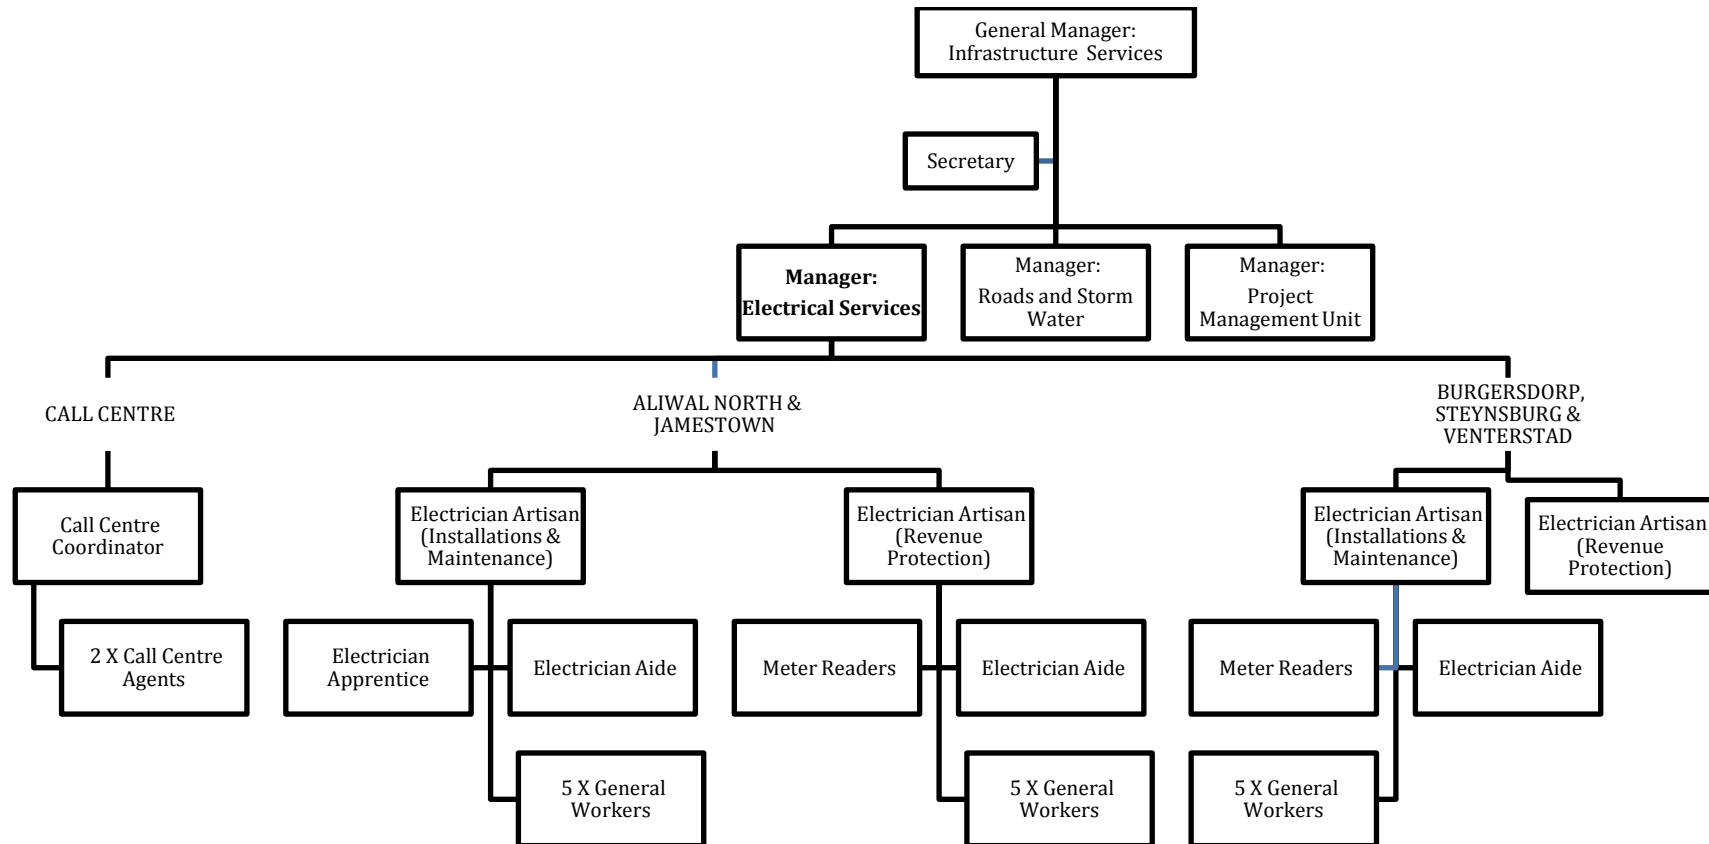 General Manager:
Infrastructure Services
Secretary
Manager:
Electrical Services
Manager:
Roads and Storm
Water
Manager:
Project
Management Unit
CALL CENTRE
ALIWAL NORTH &
JAMESTOWN
BURGERSDORP,
STEYNSBURG &
VENTERSTAD
Call Centre
Coordinator
Electrician Artisan
(Installations &
Maintenance)
Electrician Artisan
(Revenue
Protection)
Electrician Artisan
(Installations &
Maintenance)
Electrician Artisan
(Revenue
Protection)
2 X Call Centre
Agents
Electrician
Apprentice
Electrician Aide
Meter Readers
Electrician Aide
Meter Readers
Electrician Aide
5 X General
Workers
5 X General
Workers
5 X General
Workers